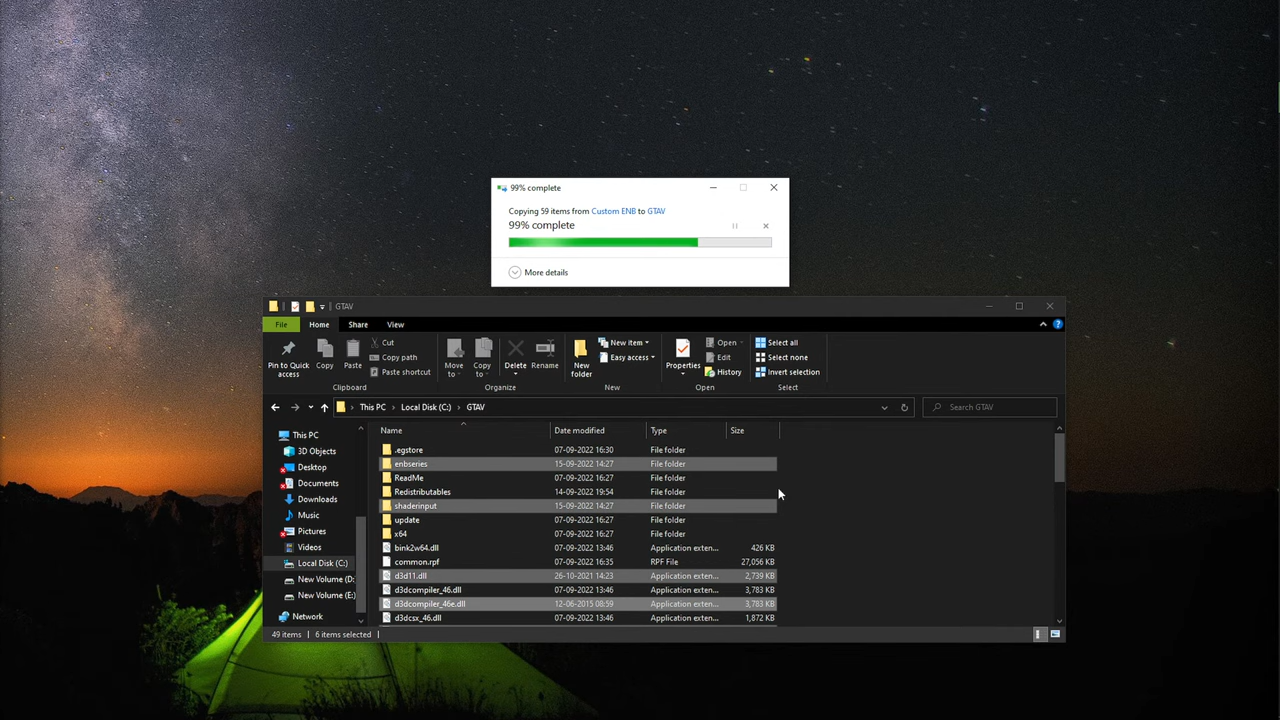 99% complete
Copying 59 items from Custom ENB to GTAV
99% complete
More details
GTAV
File Home Share View
Pin to Quick access
Copy
Paste
Cut
Copy path
Paste shortcut
Clipboard
Move to
Copy to
Delete
Rename
Organize
New folder
New item
Easy access
New
Properties
Open
Edit
History
Open
Select all
Select none
Invert selection
Select
This PC Local Disk (C:) GTAV
Search GTAV
This PC
3D Objects
Desktop
Documents
Downloads
Music
Pictures
Videos
Local Disk (C:)
New Volume (D:
New Volume (E:)
Network
Name Date modified Type Size
.egstore 07-09-2022 16:30 File folder
enbseries 15-09-2022 14:27 File folder
ReadMe 07-09-2022 16:27 File folder
Redistributables 14-09-2022 19:54 File folder
shaderinput 15-09-2022 14:27 File folder
update 07-09-2022 16:27 File folder
x64 07-09-2022 16:27 File folder
bink2w64.dll 07-09-2022 13:46 Application exten... 426 KB
common.rpf 07-09-2022 16:35 RPF File 27,056 KB
d3d11.dll 26-10-2021 14:23 Application exten... 2,739 KB
d3dcompiler_46.dll 07-09-2022 13:46 Application exten... 3,783 KB
d3dcompiler_46e.dll 12-06-2015 08:59 Application exten... 3,783 KB
d3dcsx_46.dll 07-09-2022 13:46 Application exten... 1,872 KB
49 items 6 items selected